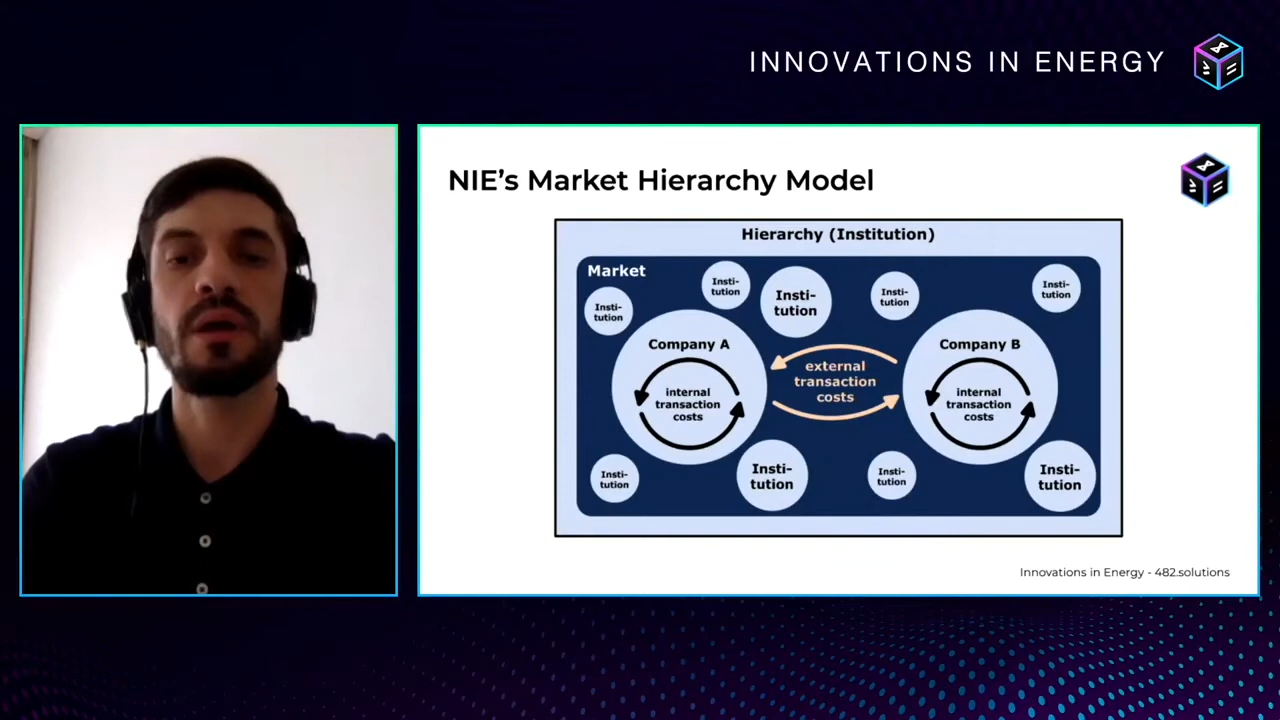 INNOVATIONS IN ENERGY
NIE’s Market Hierarchy Model
Hierarchy (Institution)
Market
Insti-
tution
Insti-
tution
Insti-
tution
Insti-
tution
Insti-
tution
Company A
internal
transaction
costs
external
transaction
costs
Company B
internal
transaction
costs
Insti-
tution
Insti-
tution
Insti-
tution
Insti-
tution
Innovations in Energy - 482.solutions